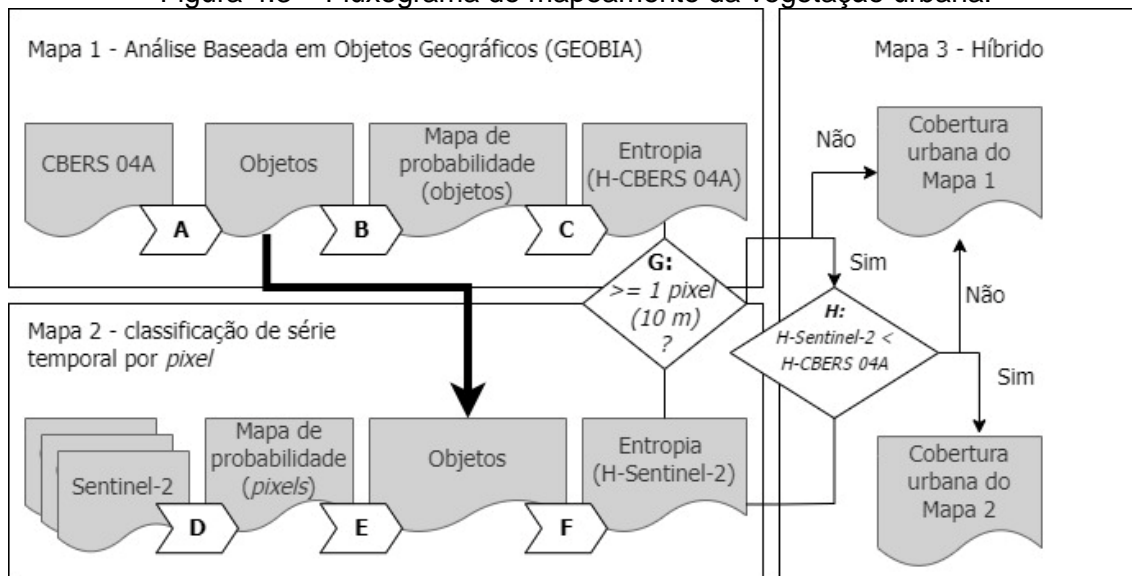 Figura 4.3 – Fluxograma do mapeamento da vegetação urbana.
Mapa 1 - Análise Baseada em Objetos Geográficos (GEOBIA)
CBERS 04A
Objetos
Mapa de
probabilidade
(objetos)
Entropia
(H-CBERS 04A)
A
B
C
Mapa 2 - classificação de série
temporal por pixel
Sentinel-2
Mapa de
probabilidade
(pixels)
Objetos
Entropia
(H-Sentinel-2)
D
E
F
G:
>= 1 pixel
(10 m)
?
Mapa 3 - Híbrido
Não
Cobertura
urbana do
Mapa 1
Sim
H:
H-Sentinel-2 <
H-CBERS 04A
Não
Sim
Cobertura
urbana do
Mapa 2